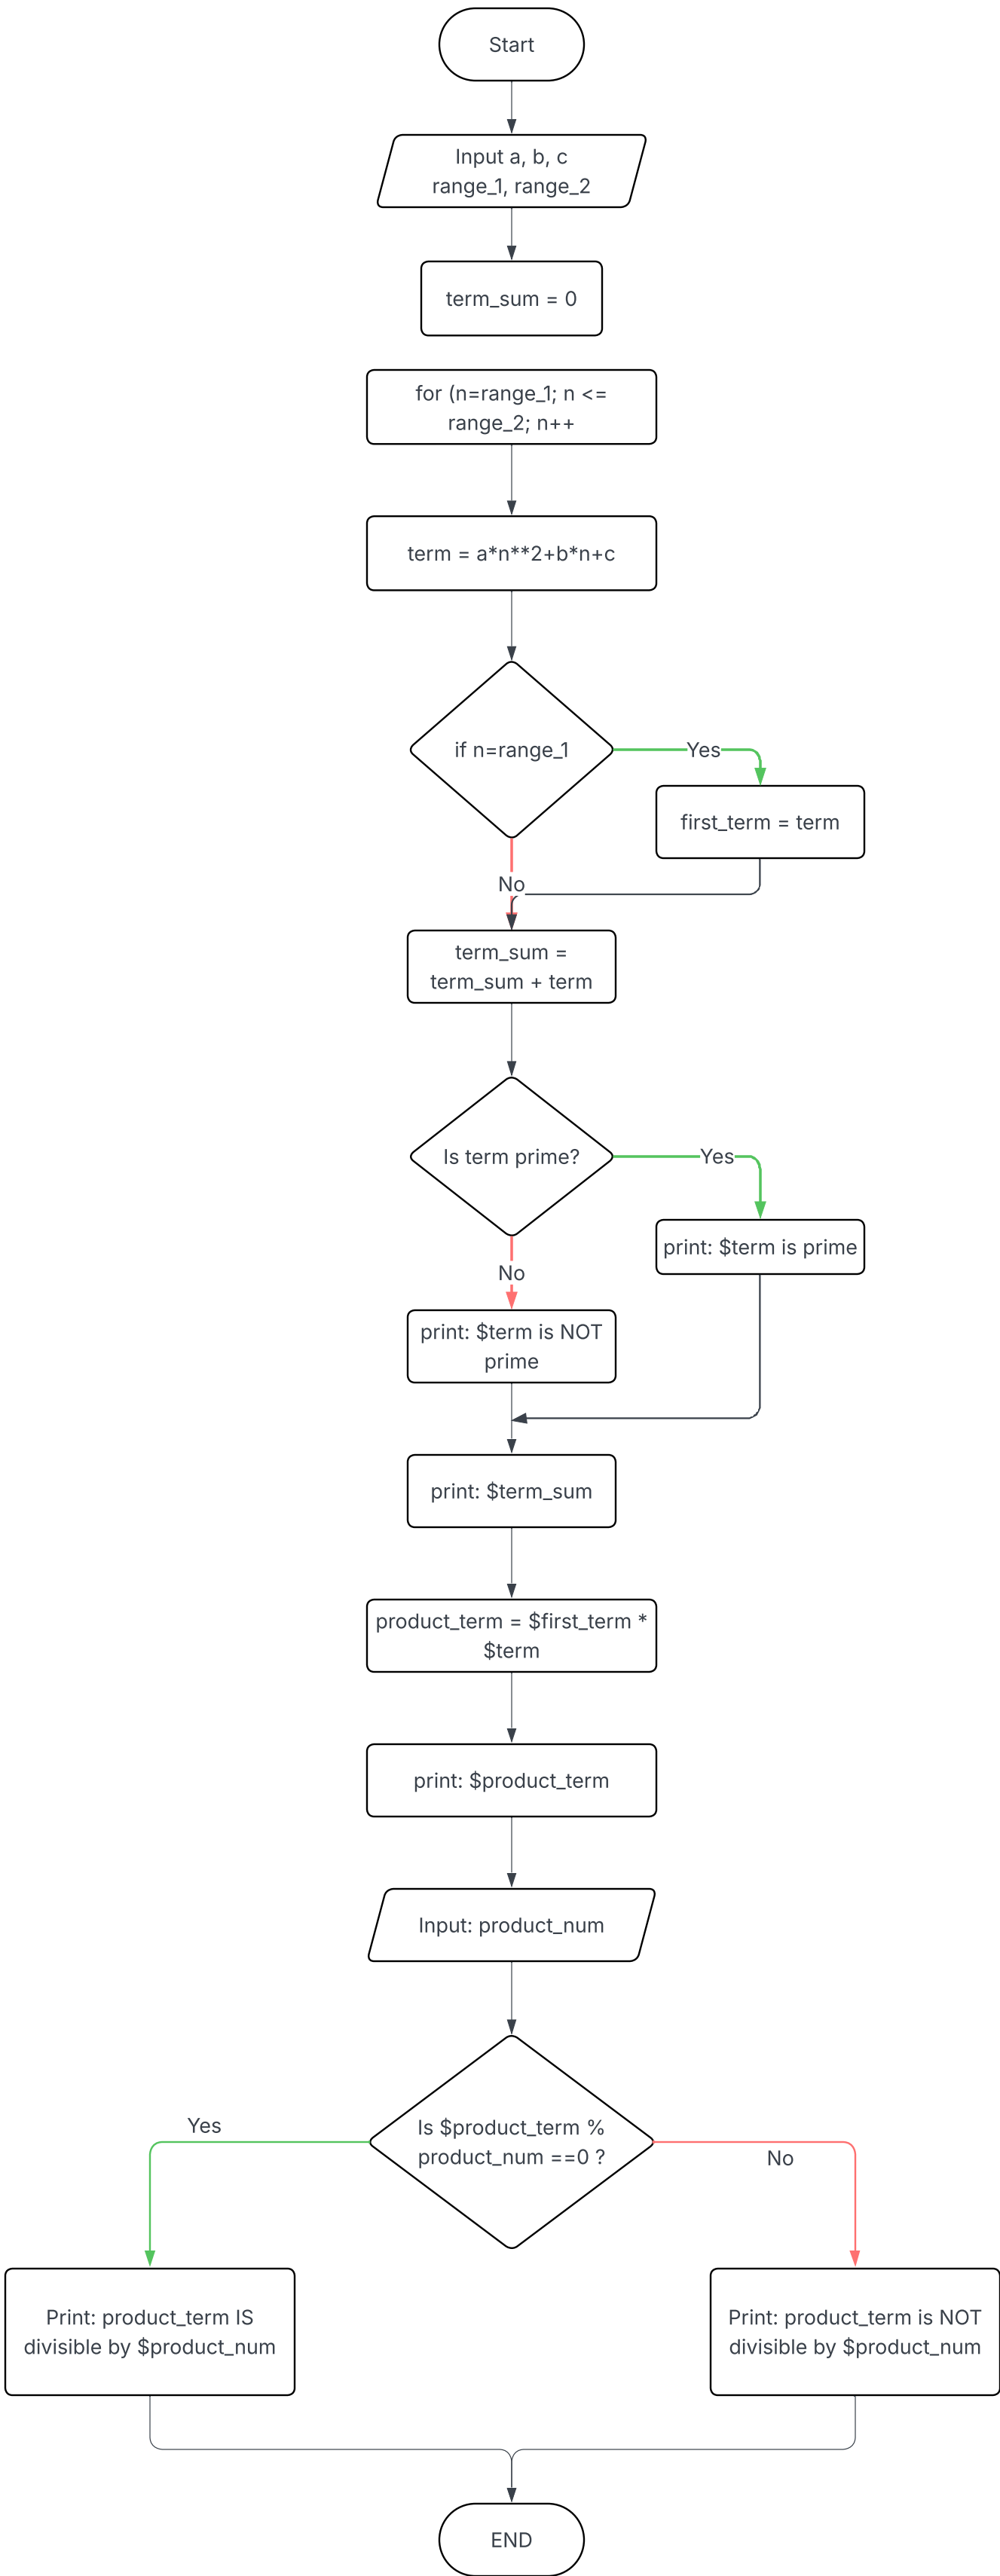 Start
Input a, b, c
range_1, range_2
term_sum = 0
for (n=range_1; n <=
range_2; n++
term = a*n**2+b*n+c
if n=range_1
Yes
first_term = term
No
term_sum =
term_sum + term
Is term prime?
Yes
print: $term is prime
No
print: $term is NOT
prime
print: $term_sum
product_term = $first_term *
$term
print: $product_term
Input: product_num
Is $product_term %
product_num ==0 ?
Yes
No
Print: product_term IS
divisible by $product_num
Print: product_term is NOT
divisible by $product_num
END